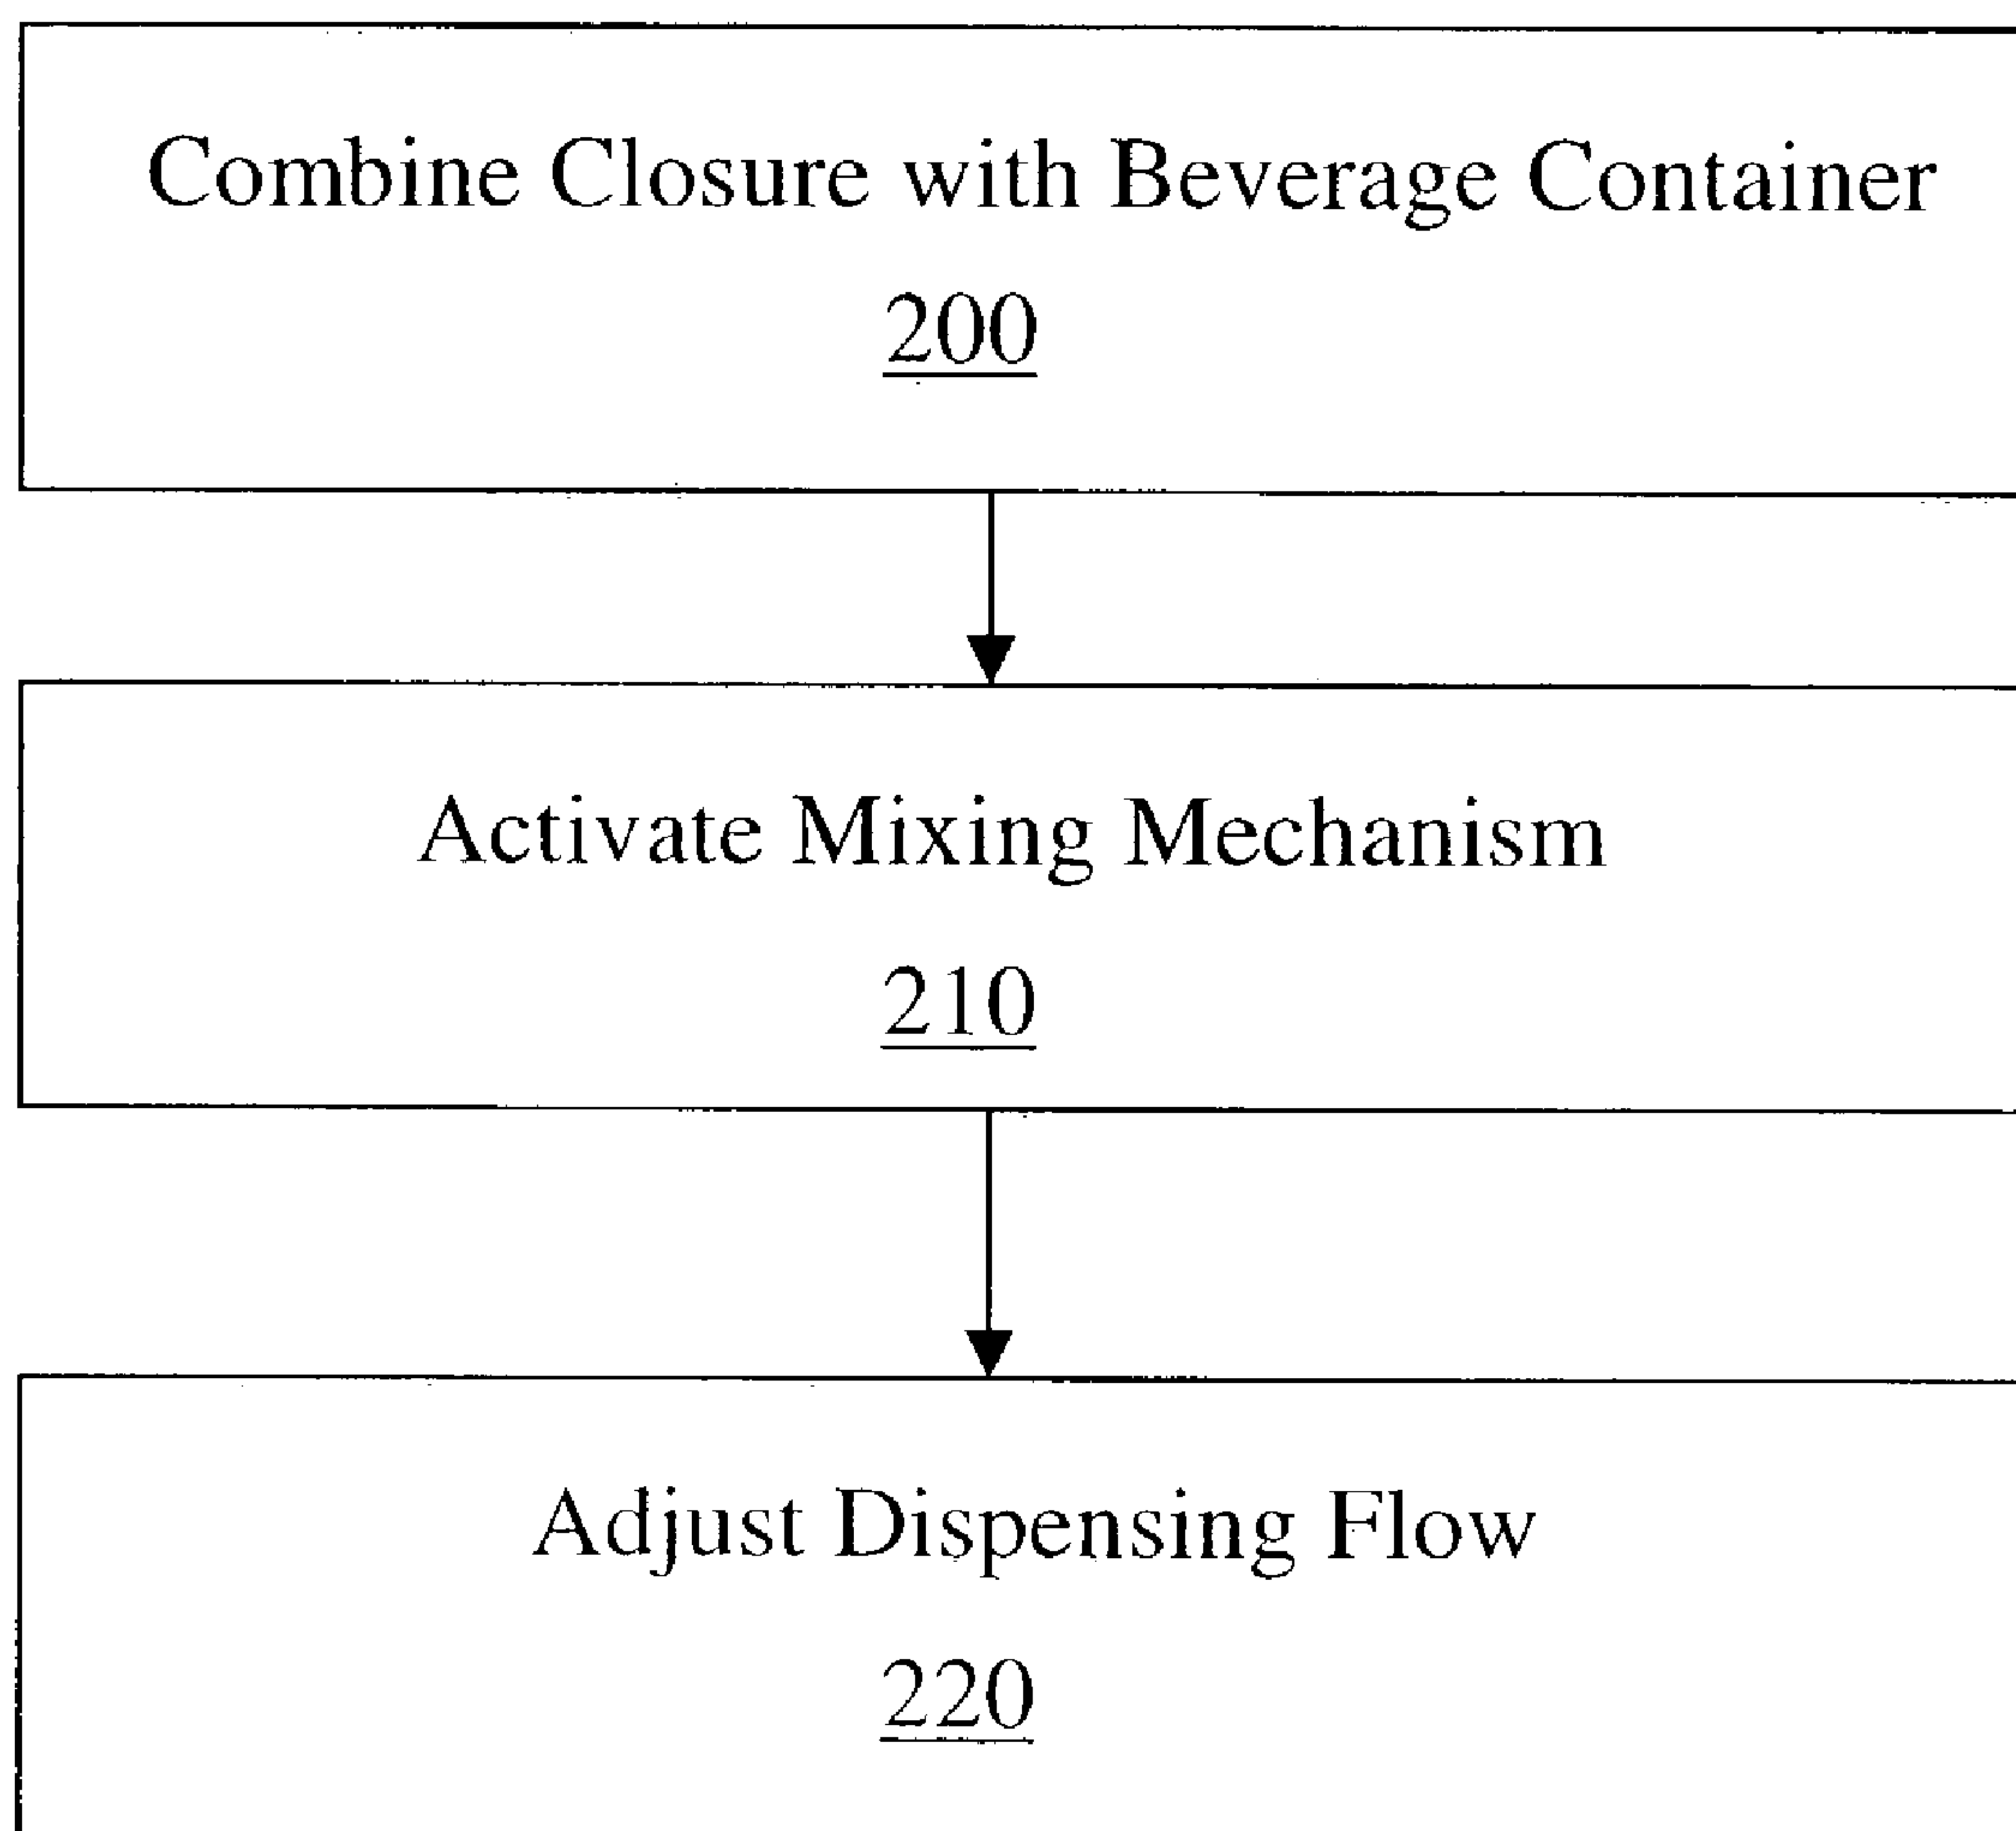 Combine Closure with Beverage Container
200
Activate Mixing Mechanism
210
Adjust Dispensing Flow
220